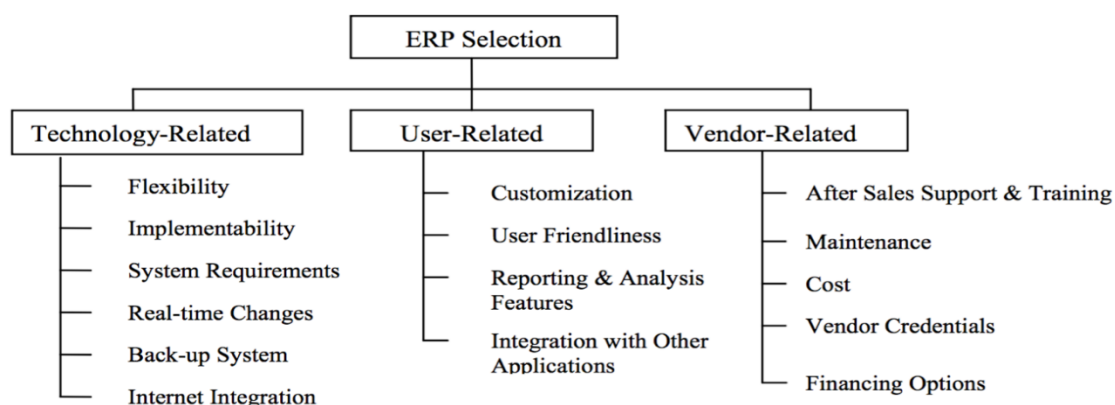 ERP Selection
Technology-Related
Flexibility
Implementability
System Requirements
Real-time Changes
Back-up System
Internet Integration
User-Related
Customization
User Friendliness
Reporting & Analysis
Features
Integration with Other
Applications
Vendor-Related
After Sales Support & Training
Maintenance
Cost
Vendor Credentials
Financing Options